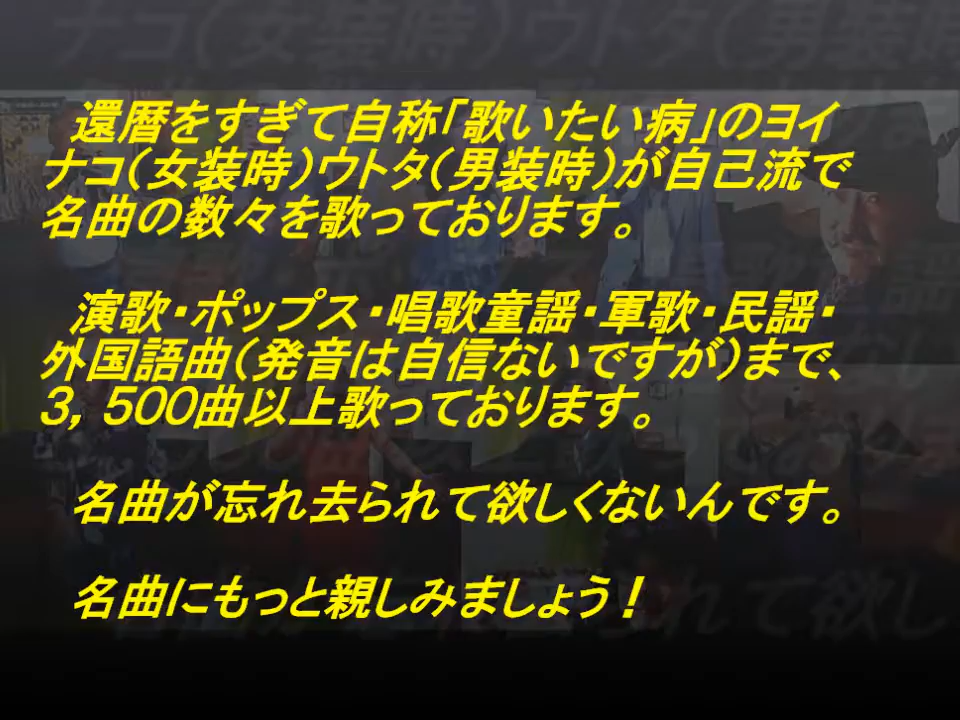 還暦をすぎて自称｢歌いたい病｣のヨイ
ナコ（女装時）ウトタ（男装時）が自己流で
名曲の数々を歌っております。
演歌・ポップス・唱歌童謡・軍歌・民謡・
外国語曲（発音は自信ないですが）まで、
３，５００曲以上歌っております。
名曲が忘れ去られて欲しくないんです。
名曲にもっと親しみましょう！